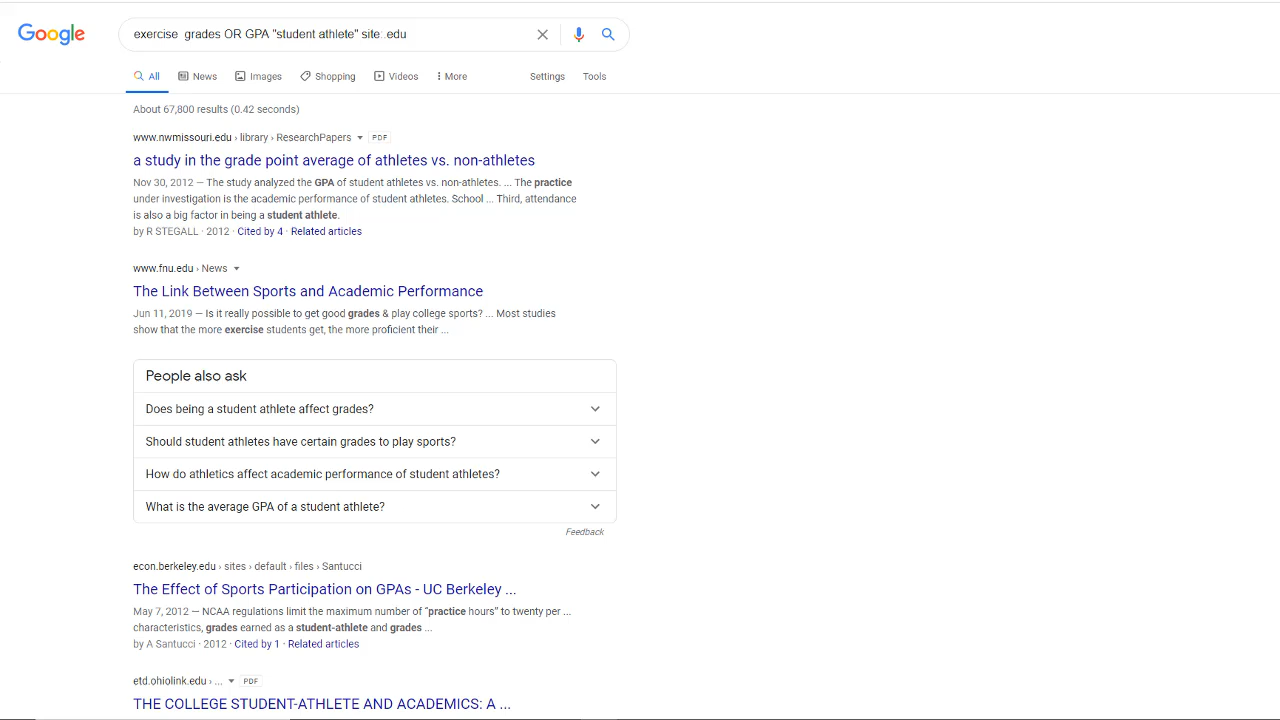 Google
exercise grades OR GPA "student athlete" site:.edu
All News Images Shopping Videos More Settings Tools
About 67,800 results (0.42 seconds)
www.nwmissouri.edu › library › ResearchPapers PDF
a study in the grade point average of athletes vs. non-athletes
Nov 30, 2012 — The study analyzed the GPA of student athletes vs. non-athletes. ... The practice
under investigation is the academic performance of student athletes. School ... Third, attendance
is also a big factor in being a student athlete.
by R STEGALL · 2012 · Cited by 4 · Related articles
www.fnu.edu › News
The Link Between Sports and Academic Performance
Jun 11, 2019 — Is it really possible to get good grades & play college sports? ... Most studies
show that the more exercise students get, the more proficient their ...
People also ask
Does being a student athlete affect grades?
Should student athletes have certain grades to play sports?
How do athletics affect academic performance of student athletes?
What is the average GPA of a student athlete?
Feedback
econ.berkeley.edu › sites › default › files › Santucci
The Effect of Sports Participation on GPAs - UC Berkeley ...
May 7, 2012 — NCAA regulations limit the maximum number of “practice hours” to twenty per ...
characteristics, grades earned as a student-athlete and grades ...
by A Santucci · 2012 · Cited by 1 · Related articles
etd.ohiolink.edu › ... PDF
THE COLLEGE STUDENT-ATHLETE AND ACADEMICS: A ...